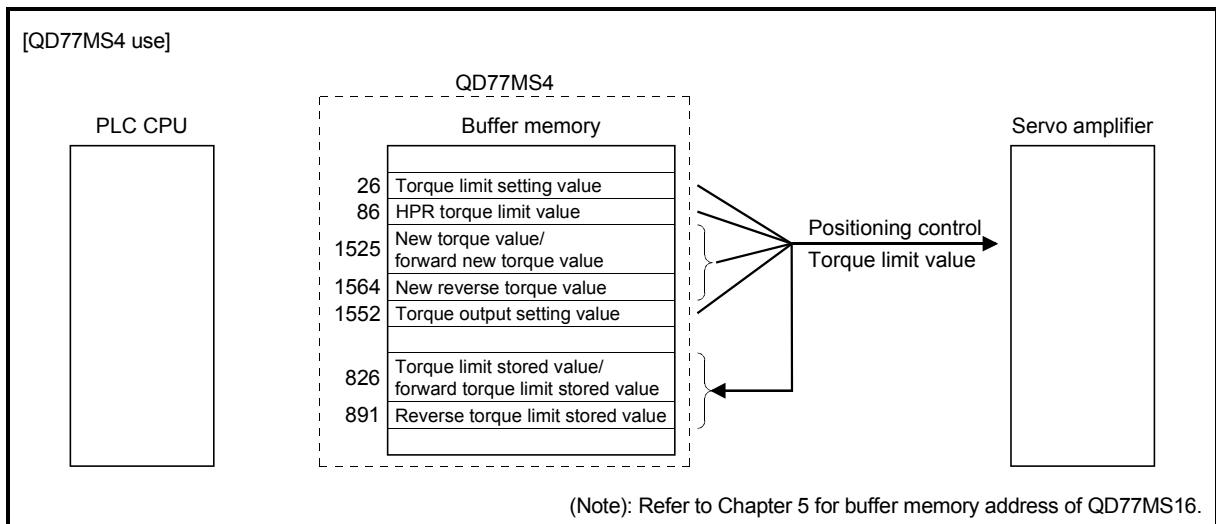 [QD77MS4 use]
QD77MS4
PLC CPU
Buffer memory
Servo amplifier
26 Torque limit setting value
86 HPR torque limit value
1525 New torque value/
forward new torque value
1564 New reverse torque value
1552 Torque output setting value
826 Torque limit stored value/
forward torque limit stored value
891 Reverse torque limit stored value
Positioning control
Torque limit value
(Note): Refer to Chapter 5 for buffer memory address of QD77MS16.